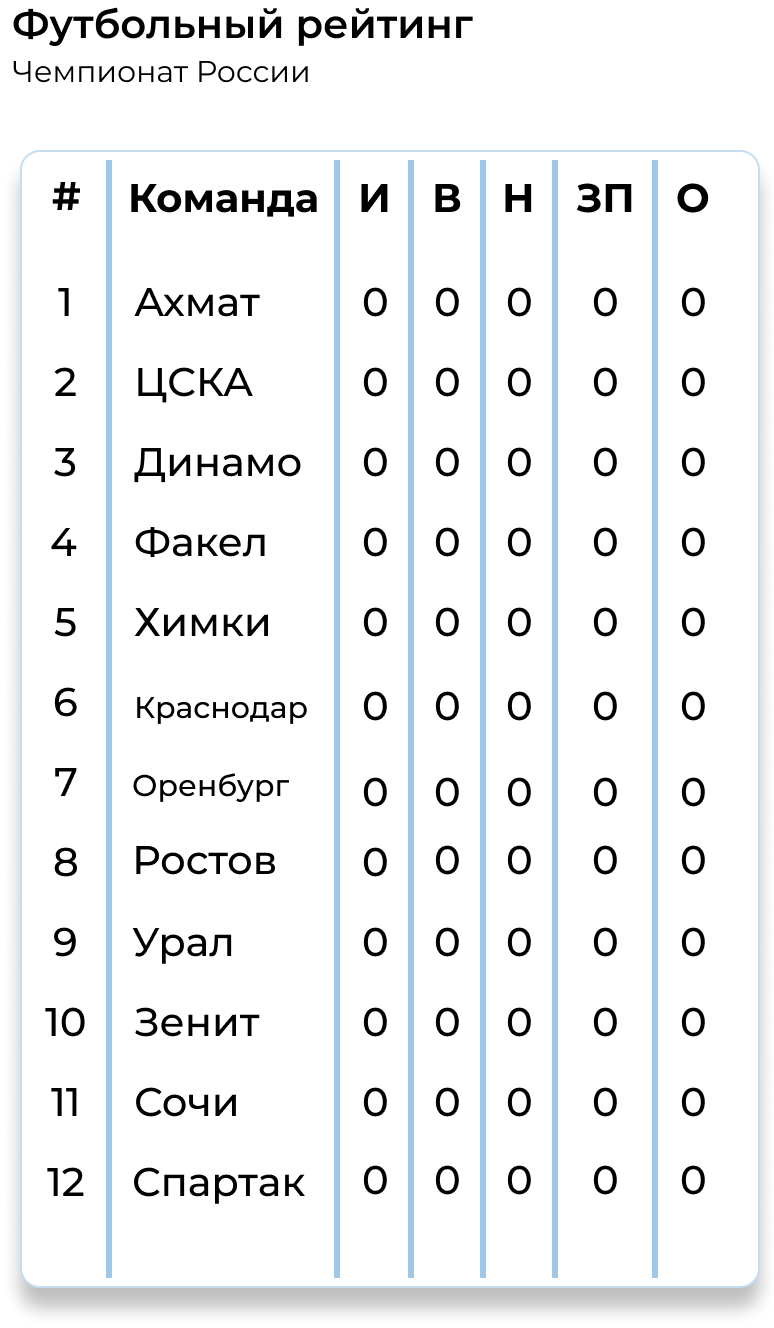 Футбольный рейтинг
Чемпионат России
# Команда И В Н ЗП О
1 Ахмат 0 0 0 0 0
2 ЦСКА 0 0 0 0 0
3 Динамо 0 0 0 0 0
4 Факел 0 0 0 0 0
5 Химки 0 0 0 0 0
6 Краснодар 0 0 0 0 0
7 Оренбург 0 0 0 0 0
8 Ростов 0 0 0 0 0
9 Урал 0 0 0 0 0
10 Зенит 0 0 0 0 0
11 Сочи 0 0 0 0 0
12 Спартак 0 0 0 0 0